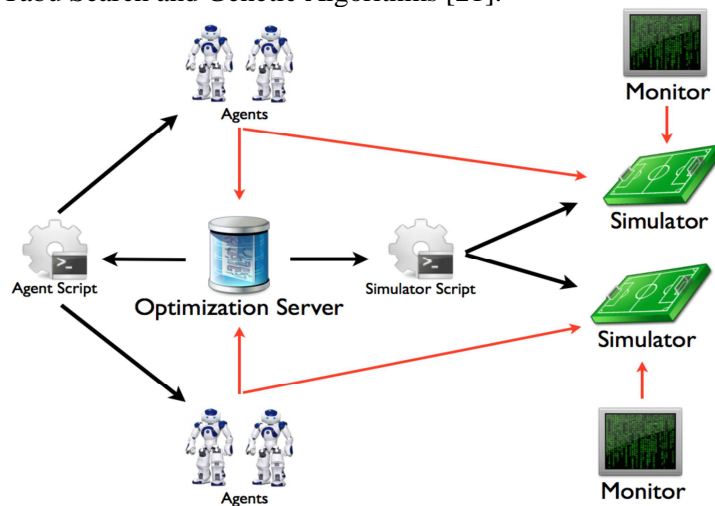 Tabu Search and Genetic Algorithms [21].
Agents
Monitor
Simulator
Agent Script
Optimization Server
Simulator Script
Simulator
Agents
Monitor